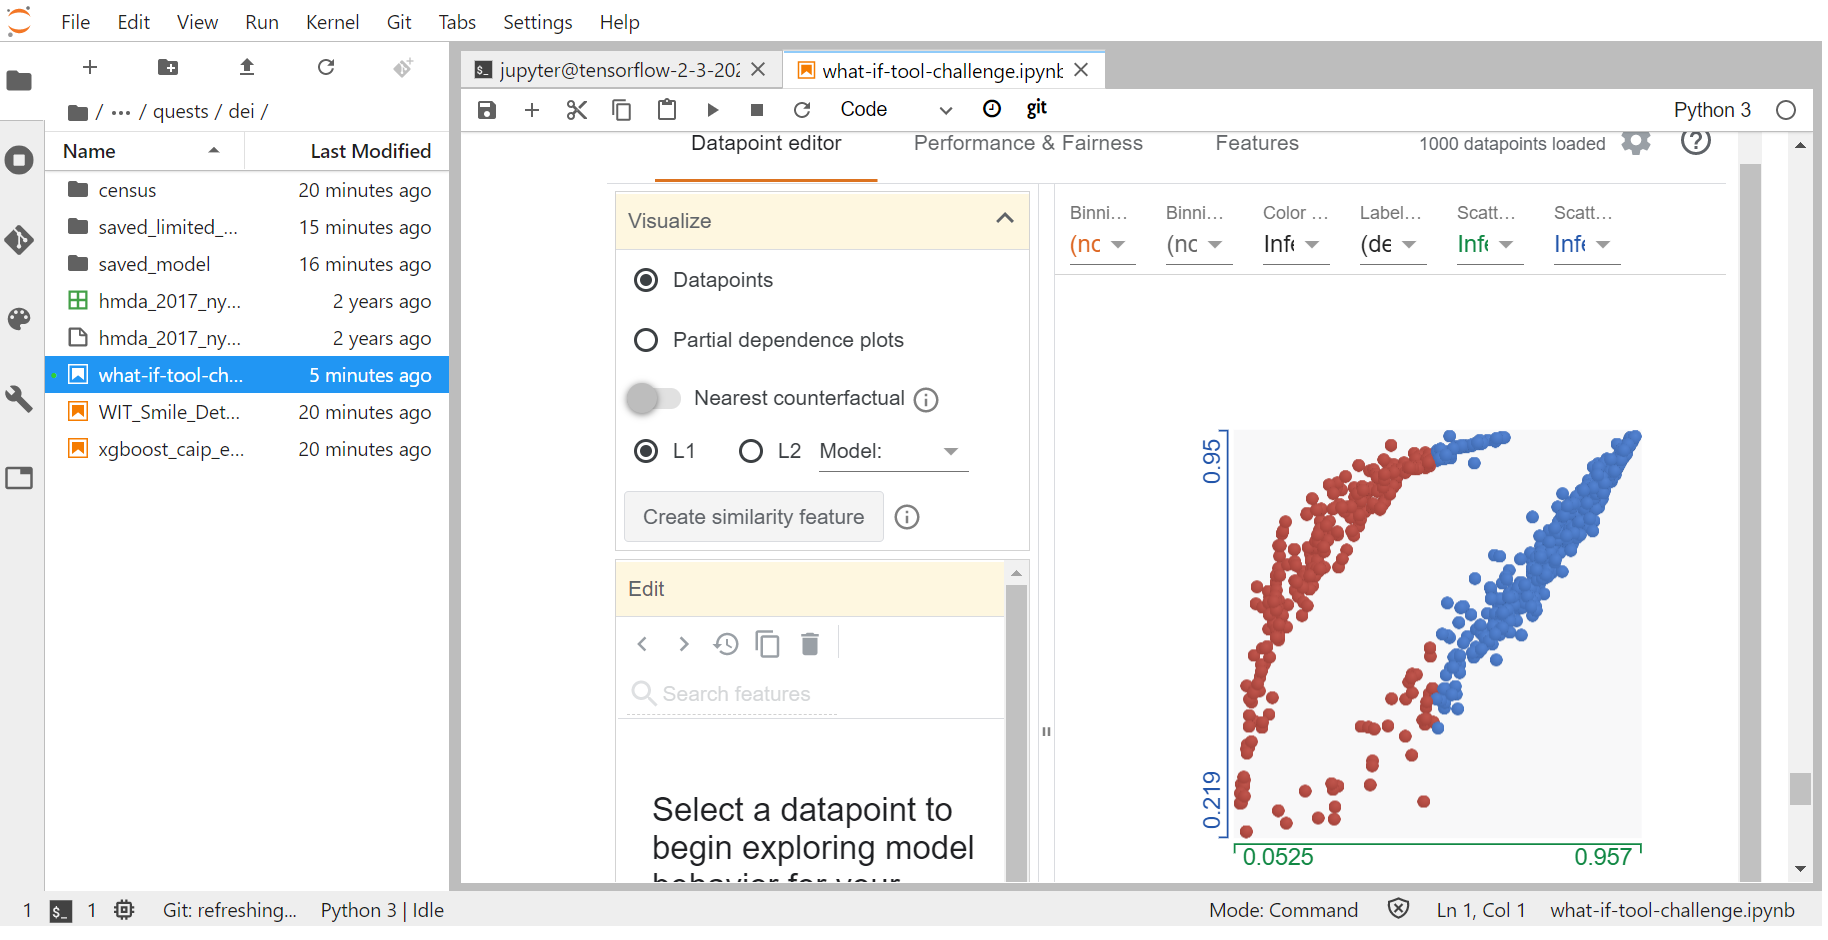 File Edit View Run Kernel Git Tabs Settings Help
/ ... / quests / dei /
Name Last Modified
census 20 minutes ago
saved_limited_... 15 minutes ago
saved_model 16 minutes ago
hmda_2017_ny... 2 years ago
hmda_2017_ny... 2 years ago
what-if-tool-ch... 5 minutes ago
WIT_Smile_Det... 20 minutes ago
xgboost_caip_e... 20 minutes ago
$_ jupyter@tensorflow-2-3-202 what-if-tool-challenge.ipynb
Code git Python 3
Datapoint editor Performance & Fairness Features 1000 datapoints loaded
Visualize
Datapoints
Partial dependence plots
Nearest counterfactual
L1 L2 Model:
Create similarity feature
Edit
Search features
Select a datapoint to
begin exploring model
behavior for your
Binni... Binni... Color ... Label... Scatt... Scatt...
(nc (nc Infe (de Infe Infe
0.95
0.219
0.0525 0.957
1 $_ 1 Git: refreshing... Python 3 | Idle Mode: Command Ln 1, Col 1 what-if-tool-challenge.ipynb